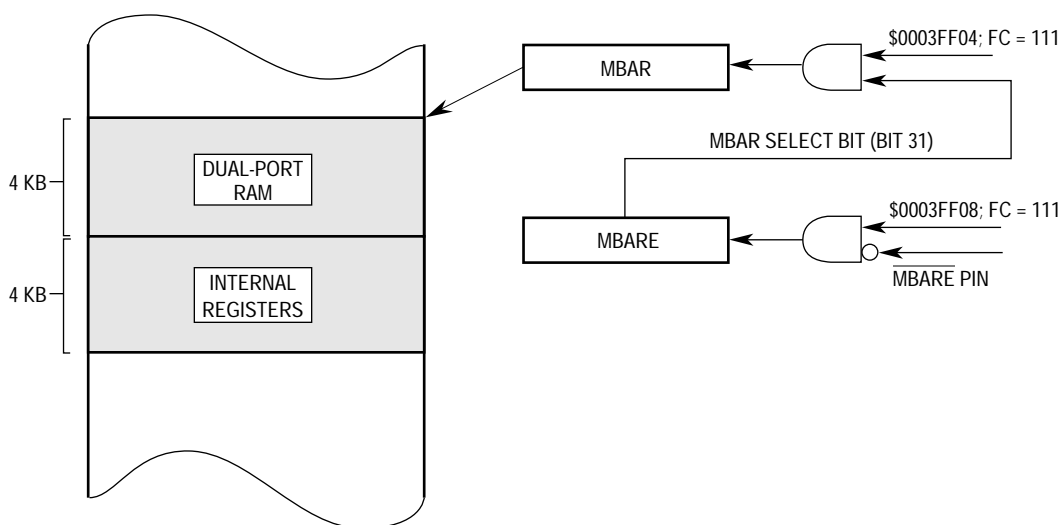 $0003FF04; FC = 111
MBAR
MBAR SELECT BIT (BIT 31)
DUAL-PORT
RAM
4 KB
$0003FF08; FC = 111
MBARE
MBARE PIN
INTERNAL
REGISTERS
4 KB